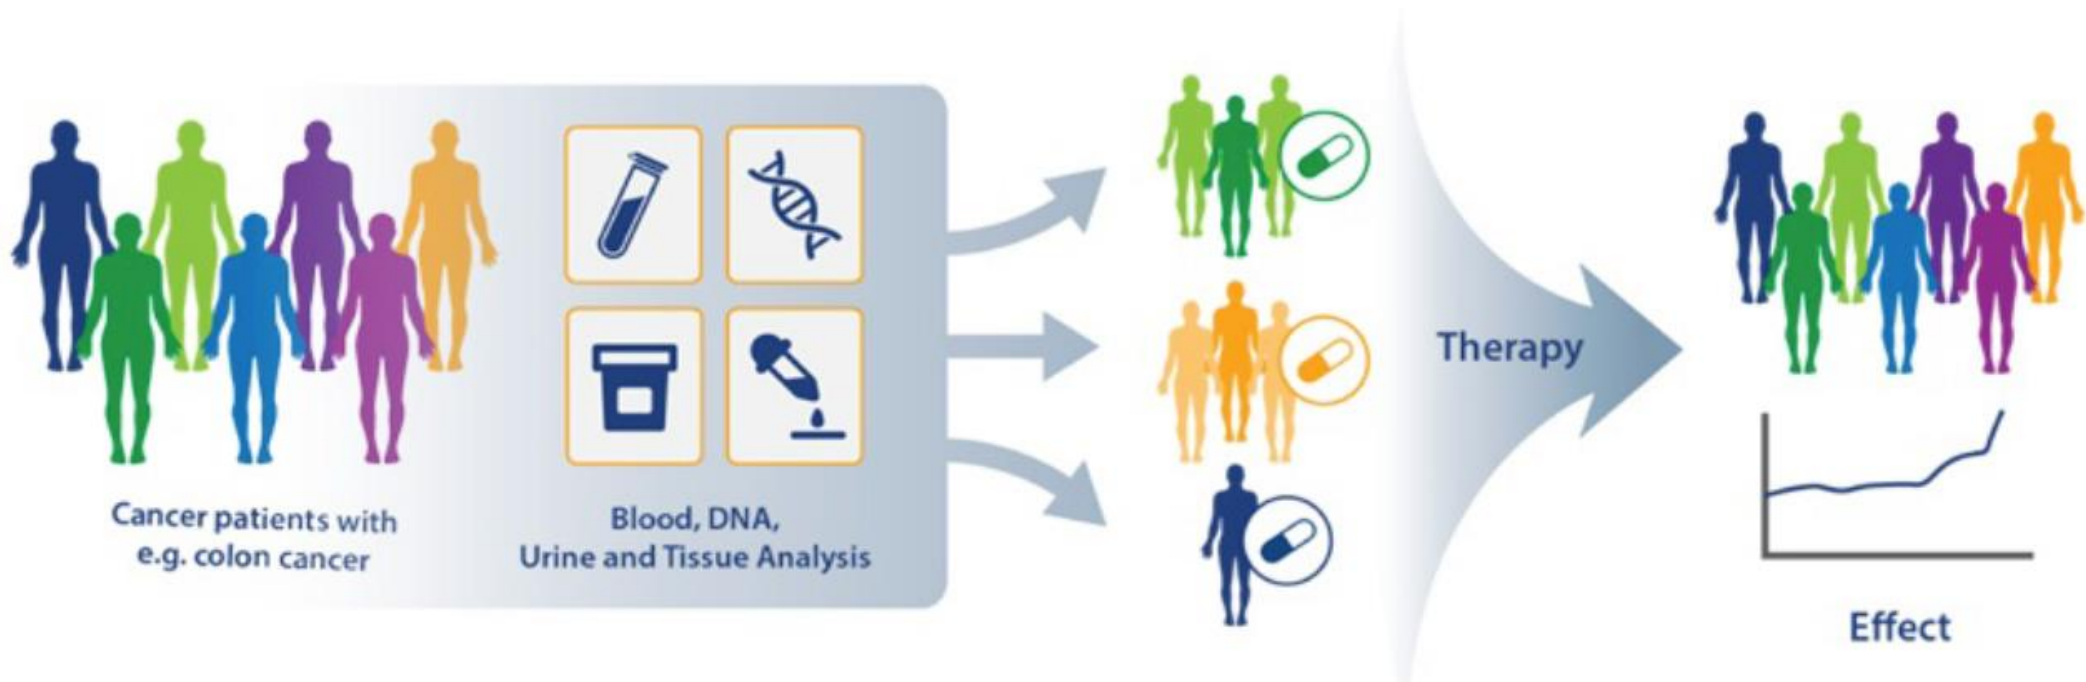 Cancer patients with
e.g. colon cancer
Blood, DNA,
Urine and Tissue Analysis
Therapy
Effect